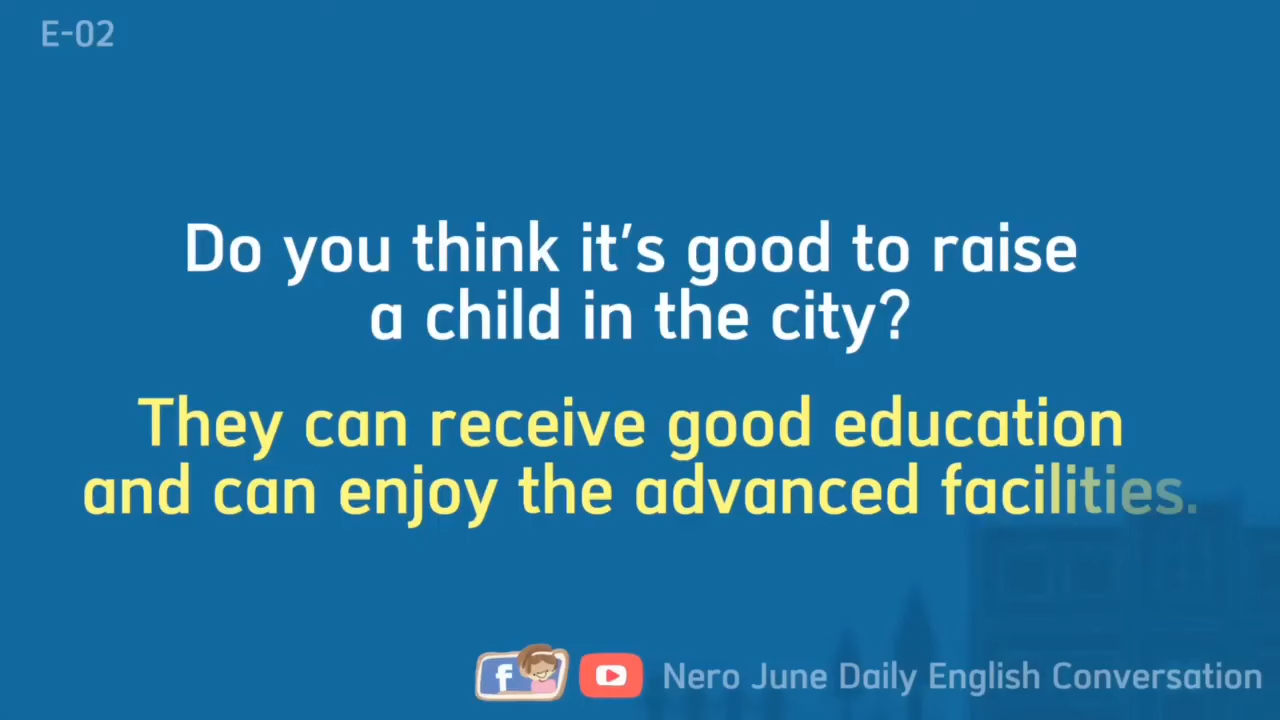 E-02
Do you think it's good to raise
a child in the city?
They can receive good education
and can enjoy the advanced facilities.
f
Nero June Daily English Conversation